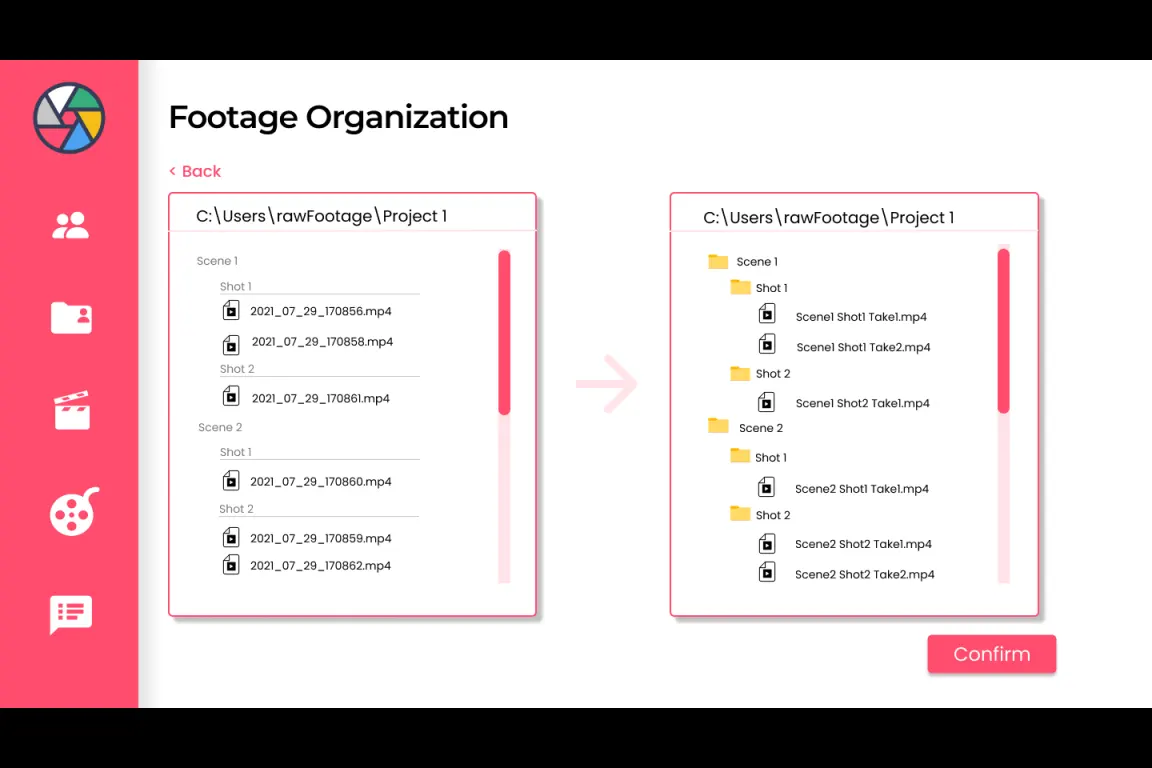 Footage Organization
< Back
C:\Users\rawFootage\Project 1
Scene 1
Shot 1
2021_07_29_170856.mp4
2021_07_29_170858.mp4
Shot 2
2021_07_29_170861.mp4
Scene 2
Shot 1
2021_07_29_170860.mp4
Shot 2
2021_07_29_170859.mp4
2021_07_29_170862.mp4
C:\Users\rawFootage\Project 1
Scene 1
Shot 1
Scene1 Shot1 Take1.mp4
Scene1 Shot1 Take2.mp4
Shot 2
Scene1 Shot2 Take1.mp4
Scene 2
Shot 1
Scene2 Shot1 Take1.mp4
Shot 2
Scene2 Shot2 Take1.mp4
Scene2 Shot2 Take2.mp4
Confirm